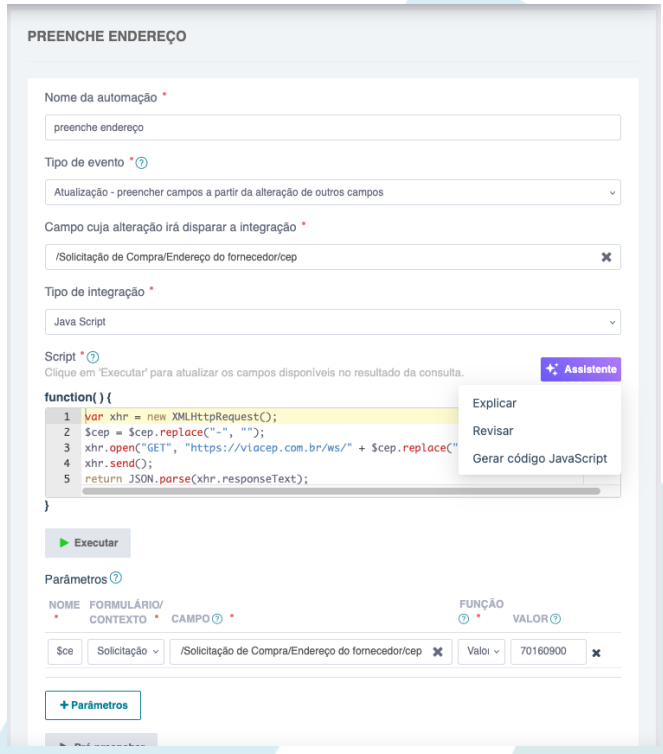 PREENCHE ENDEREÇO
Nome da automação *
preenche endereço
Tipo de evento * ?
Atualização - preencher campos a partir da alteração de outros campos
Campo cuja alteração irá disparar a integração *
/Solicitação de Compra/Endereço do fornecedor/cep
Tipo de integração *
Java Script
Script * ?
Clique em 'Executar' para atualizar os campos disponíveis no resultado da consulta.
Assistente
Explicar
Revisar
Gerar código JavaScript
function( ) {
1 var xhr = new XMLHttpRequest();
2 $cep = $cep.replace("-", "");
3 xhr.open("GET", "https://viacep.com.br/ws/" + $cep.replace("
4 xhr.send();
5 return JSON.parse(xhr.responseText);
}
Executar
Parâmetros ?
NOME * FORMULÁRIO/ CONTEXTO * CAMPO ? * FUNÇÃO ? * VALOR ?
$ce Solicitação /Solicitação de Compra/Endereço do fornecedor/cep Valor 70160900
+ Parâmetros